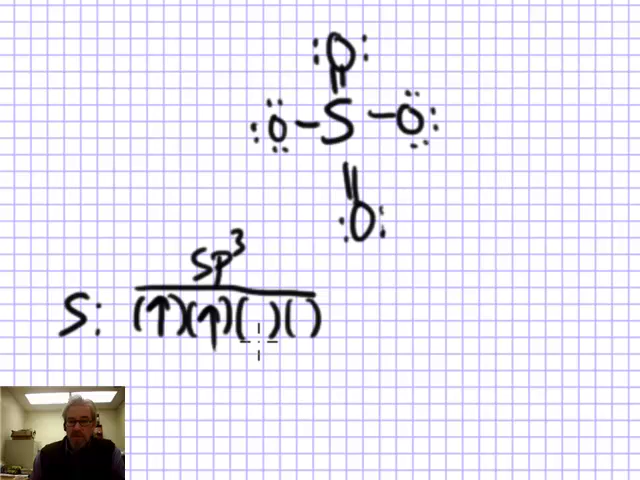 :O:
:O-S-O:
:O:
sp³
S: (↑)(↑)( )( )